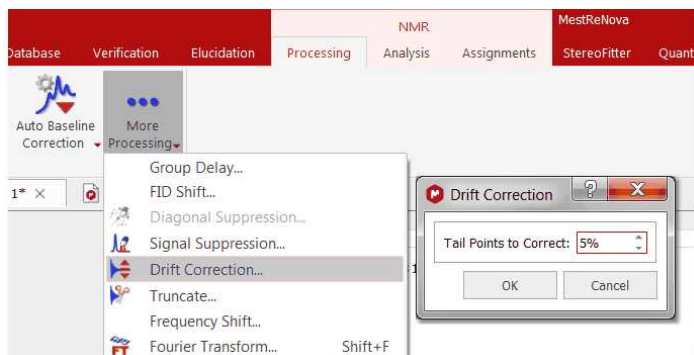 NMR
MestReNova
Database Verification Elucidation Processing Analysis Assignments StereoFitter Quant
Auto Baseline
Correction
More
Processing
1*
Group Delay...
FID Shift...
Diagonal Suppression...
Signal Suppression...
Drift Correction...
Truncate...
Frequency Shift...
FT Fourier Transform... Shift+F
Drift Correction
Tail Points to Correct: 5%
OK Cancel